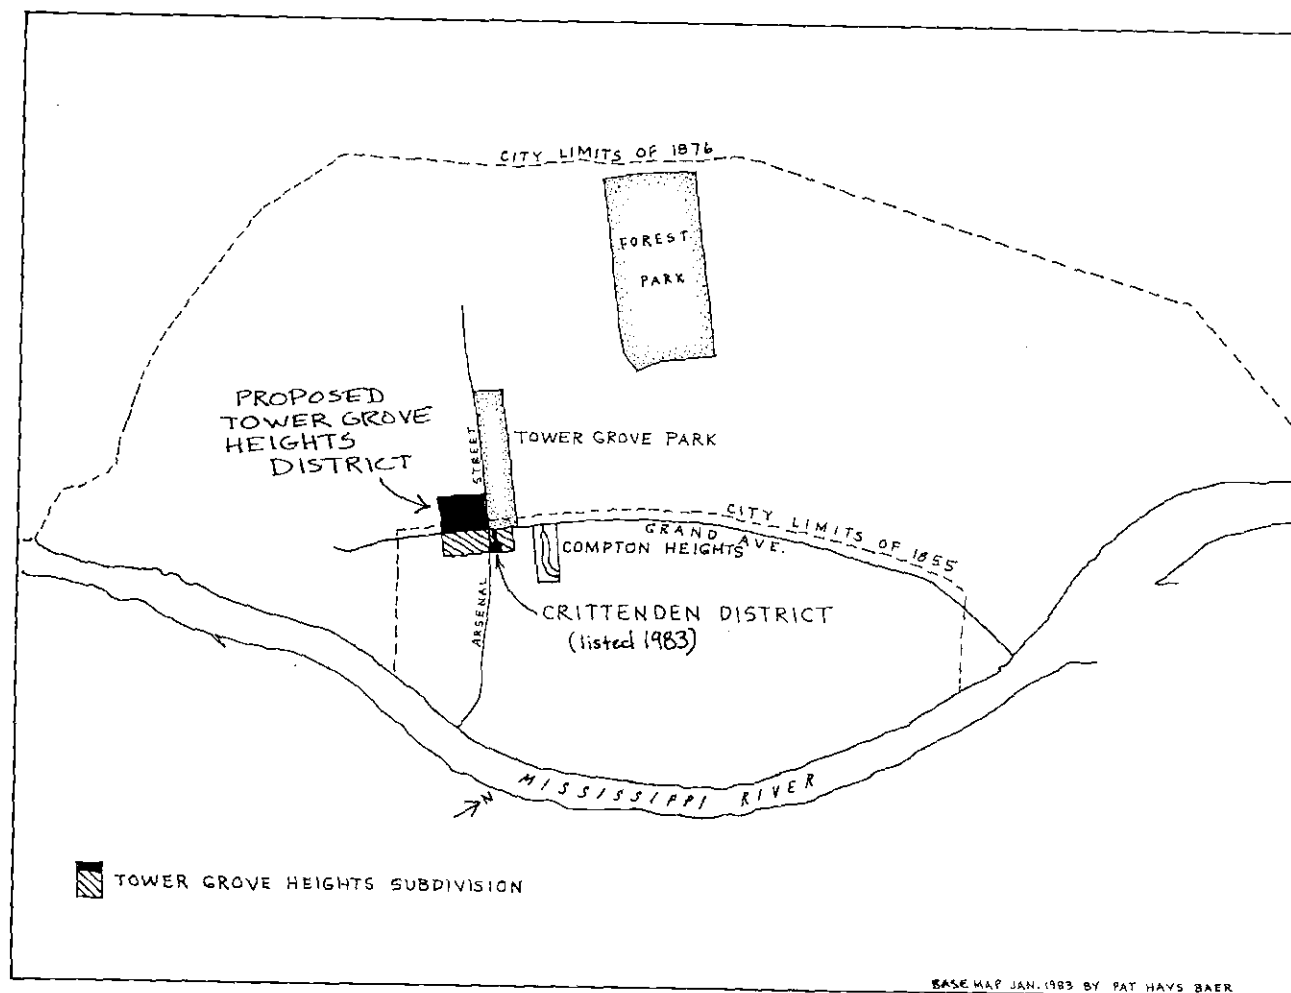 CITY LIMITS OF 1876
FOREST
PARK
PROPOSED
TOWER GROVE
HEIGHTS
DISTRICT
STREET
TOWER GROVE PARK
CITY LIMITS OF 1855
GRAND AVE.
COMPTON HEIGHTS
ARSENAL
CRITTENDEN DISTRICT
(listed 1983)
MISSISSIPPI RIVER
N
TOWER GROVE HEIGHTS SUBDIVISION
BASE MAP JAN. 1983 BY PAT HAYS BAER